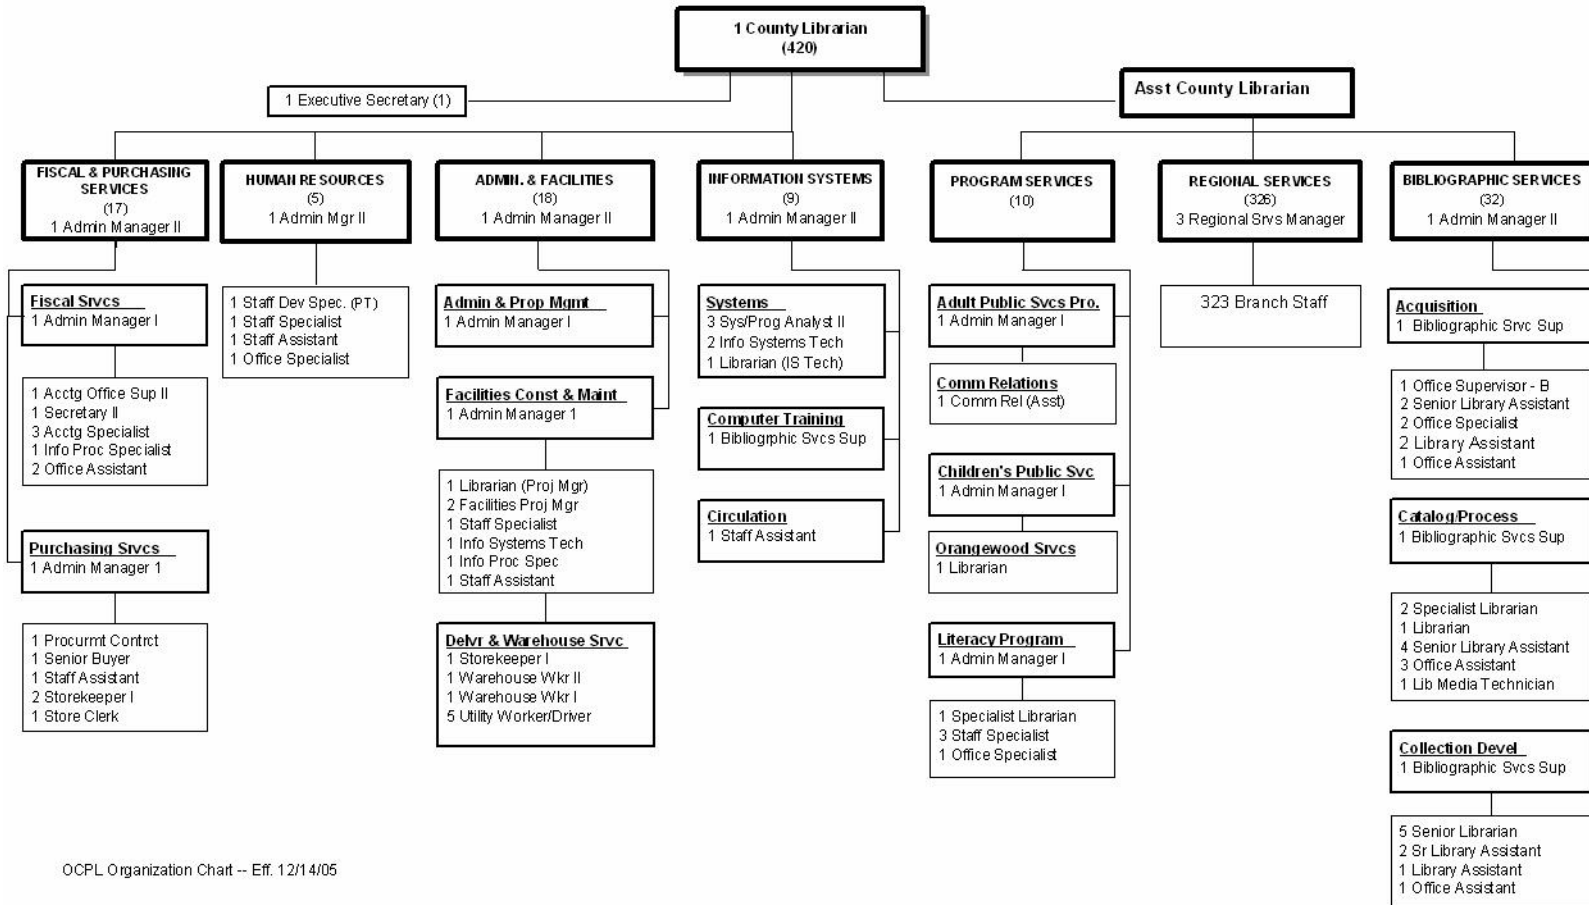 1 County Librarian
(420)
1 Executive Secretary (1)
Asst County Librarian
FISCAL & PURCHASING
SERVICES
(17)
1 Admin Manager II
HUMAN RESOURCES
(5)
1 Admin Mgr II
ADMIN. & FACILITIES
(18)
1 Admin Manager II
INFORMATION SYSTEMS
(9)
1 Admin Manager II
PROGRAM SERVICES
(10)
REGIONAL SERVICES
(326)
3 Regional Srvs Manager
BIBLIOGRAPHIC SERVICES
(32)
1 Admin Manager II
Fiscal Srvcs
1 Admin Manager I
1 Acctg Office Sup II
1 Secretary II
3 Acctg Specialist
1 Info Proc Specialist
2 Office Assistant
Purchasing Srvcs
1 Admin Manager 1
1 Procurmt Contrct
1 Senior Buyer
1 Staff Assistant
2 Storekeeper I
1 Store Clerk
1 Staff Dev Spec. (PT)
1 Staff Specialist
1 Staff Assistant
1 Office Specialist
Admin & Prop Mgmt
1 Admin Manager I
Facilities Const & Maint
1 Admin Manager 1
1 Librarian (Proj Mgr)
2 Facilities Proj Mgr
1 Staff Specialist
1 Info Systems Tech
1 Info Proc Spec
1 Staff Assistant
Delvr & Warehouse Srvc
1 Storekeeper I
1 Warehouse Wkr II
1 Warehouse Wkr I
5 Utility Worker/Driver
Systems
3 Sys/Prog Analyst II
2 Info Systems Tech
1 Librarian (IS Tech)
Computer Training
1 Bibliogrphic Svcs Sup
Circulation
1 Staff Assistant
Adult Public Svcs Pro.
1 Admin Manager I
Comm Relations
1 Comm Rel (Asst)
Children's Public Svc
1 Admin Manager I
Orangewood Srvcs
1 Librarian
Literacy Program
1 Admin Manager I
1 Specialist Librarian
3 Staff Specialist
1 Office Specialist
323 Branch Staff
Acquisition
1 Bibliographic Srvc Sup
1 Office Supervisor - B
2 Senior Library Assistant
2 Office Specialist
2 Library Assistant
1 Office Assistant
Catalog/Process
1 Bibliographic Svcs Sup
2 Specialist Librarian
1 Librarian
4 Senior Library Assistant
3 Office Assistant
1 Lib Media Technician
Collection Devel
1 Bibliographic Svcs Sup
5 Senior Librarian
2 Sr Library Assistant
1 Library Assistant
1 Office Assistant
OCPL Organization Chart -- Eff. 12/14/05